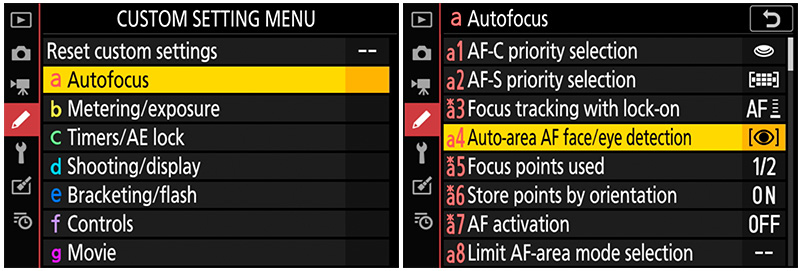 CUSTOM SETTING MENU
Reset custom settings --
a Autofocus
b Metering/exposure
c Timers/AE lock
d Shooting/display
e Bracketing/flash
f Controls
g Movie
a Autofocus
a1 AF-C priority selection
a2 AF-S priority selection
*a3 Focus tracking with lock-on AF
a4 Auto-area AF face/eye detection
*a5 Focus points used 1/2
*a6 Store points by orientation ON
*a7 AF activation OFF
a8 Limit AF-area mode selection --